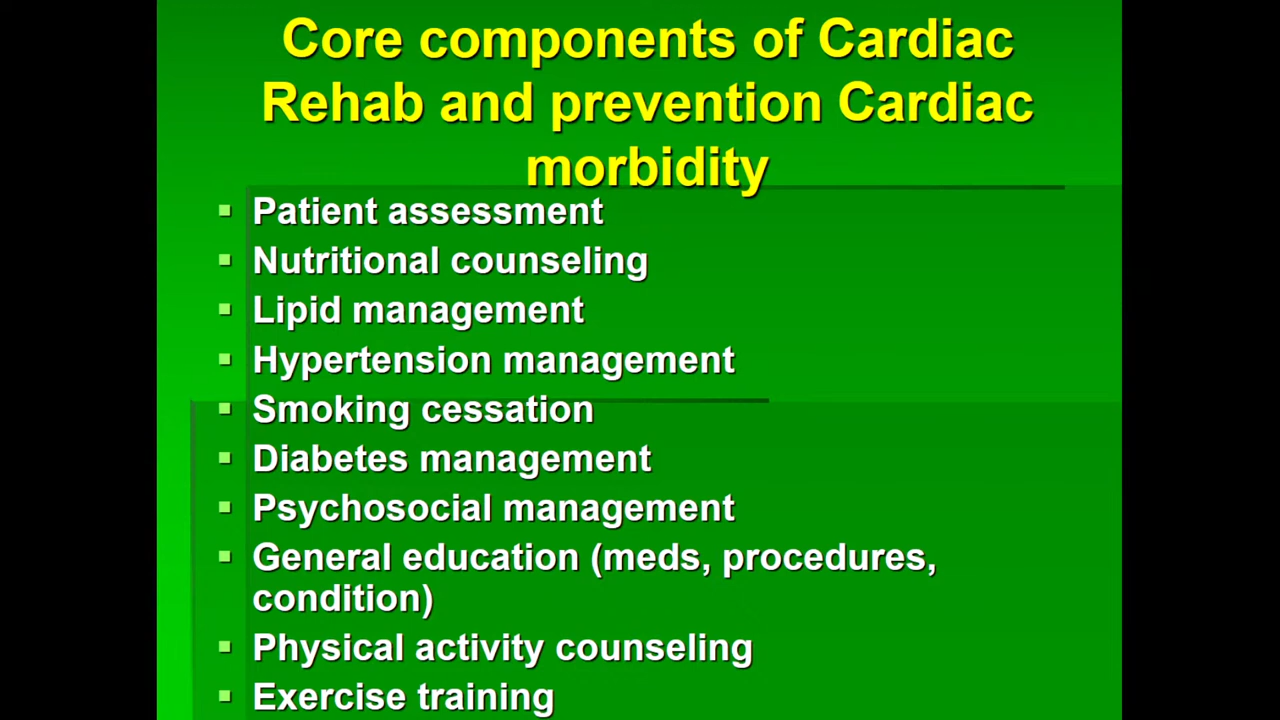 Core components of Cardiac
Rehab and prevention Cardiac
morbidity
Patient assessment
Nutritional counseling
Lipid management
Hypertension management
Smoking cessation
Diabetes management
Psychosocial management
General education (meds, procedures,
condition)
Physical activity counseling
Exercise training